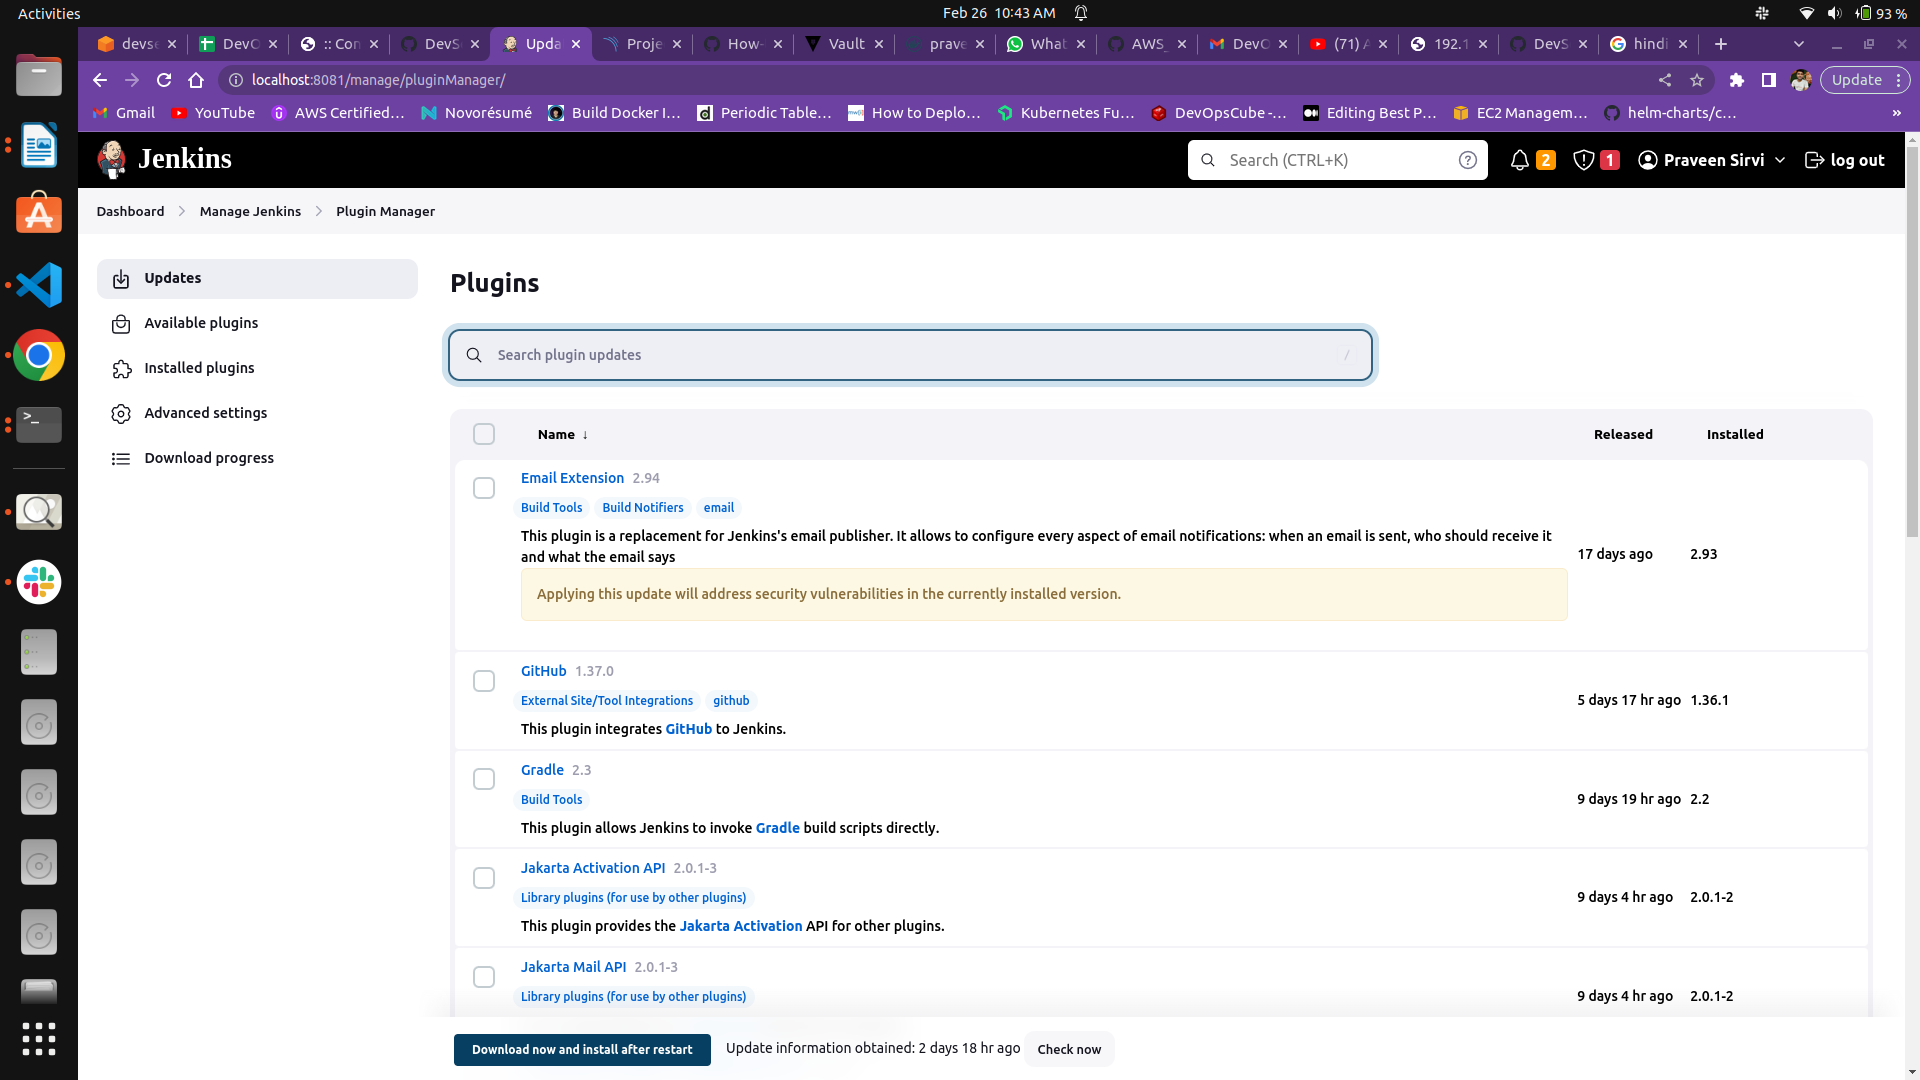 Activities
Feb 26 10:43 AM
93 %
devse
DevO
:: Con
DevS
Upda
Proje
How-
Vault
prave
What
AWS_
DevO
(71) A
192.1
DevS
hindi
localhost:8081/manage/pluginManager/
Update
Gmail
YouTube
AWS Certified…
Novorésumé
Build Docker I…
Periodic Table…
How to Deplo…
Kubernetes Fu…
DevOpsCube -…
Editing Best P…
EC2 Managem…
helm-charts/c…
»
Jenkins
Search (CTRL+K)
2
1
Praveen Sirvi
log out
Dashboard
Manage Jenkins
Plugin Manager
Updates
Available plugins
Installed plugins
Advanced settings
Download progress
Plugins
Search plugin updates
/
Name ↓
Released
Installed
Email Extension 2.94
Build Tools Build Notifiers email
This plugin is a replacement for Jenkins's email publisher. It allows to configure every aspect of email notifications: when an email is sent, who should receive it
and what the email says
17 days ago
2.93
Applying this update will address security vulnerabilities in the currently installed version.
GitHub 1.37.0
External Site/Tool Integrations github
This plugin integrates GitHub to Jenkins.
5 days 17 hr ago
1.36.1
Gradle 2.3
Build Tools
This plugin allows Jenkins to invoke Gradle build scripts directly.
9 days 19 hr ago
2.2
Jakarta Activation API 2.0.1-3
Library plugins (for use by other plugins)
This plugin provides the Jakarta Activation API for other plugins.
9 days 4 hr ago
2.0.1-2
Jakarta Mail API 2.0.1-3
Library plugins (for use by other plugins)
9 days 4 hr ago
2.0.1-2
Download now and install after restart
Update information obtained: 2 days 18 hr ago
Check now